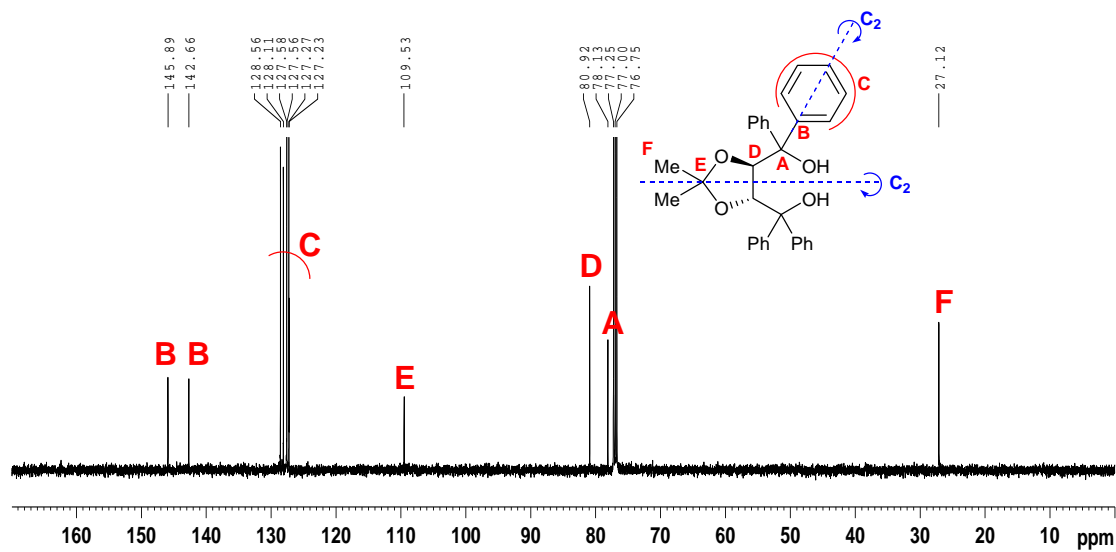 145.89
142.66
128.56
128.11
127.58
127.56
127.27
127.23
109.53
80.92
78.13
77.25
77.00
76.75
27.12
C2
C
Ph
B
F
D
Me
E
O
A
OH
C2
Me
O
OH
Ph
Ph
C
D
A
F
B
B
E
160 150 140 130 120 110 100 90 80 70 60 50 40 30 20 10 ppm